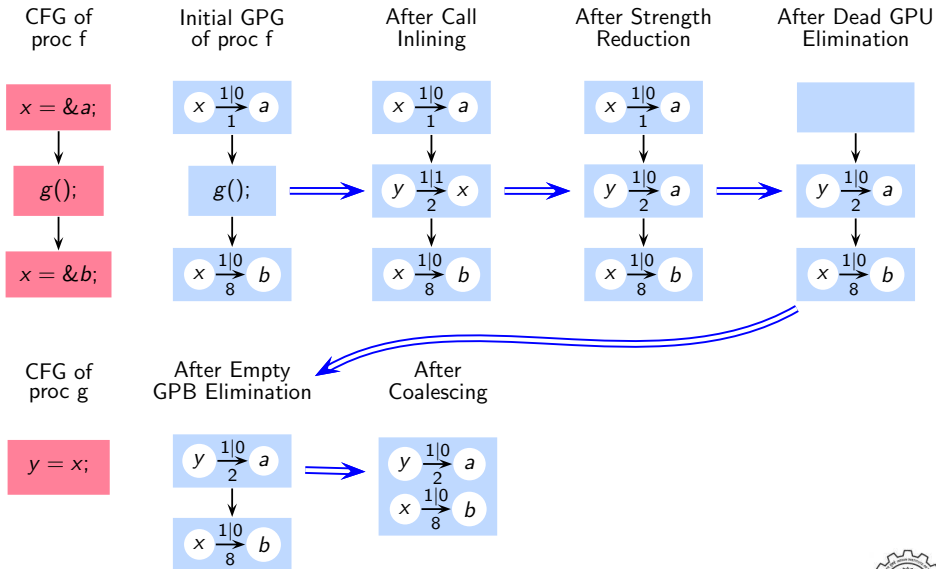 CFG of
proc f
Initial GPG
of proc f
After Call
Inlining
After Strength
Reduction
After Dead GPU
Elimination
x = &a;
g();
x = &b;
x 1|0 a
1
g();
x 1|0 b
8
x 1|0 a
1
y 1|1 x
2
x 1|0 b
8
x 1|0 a
1
y 1|0 a
2
x 1|0 b
8
y 1|0 a
2
x 1|0 b
8
CFG of
proc g
After Empty
GPB Elimination
After
Coalescing
y = x;
y 1|0 a
2
x 1|0 b
8
y 1|0 a
2
x 1|0 b
8